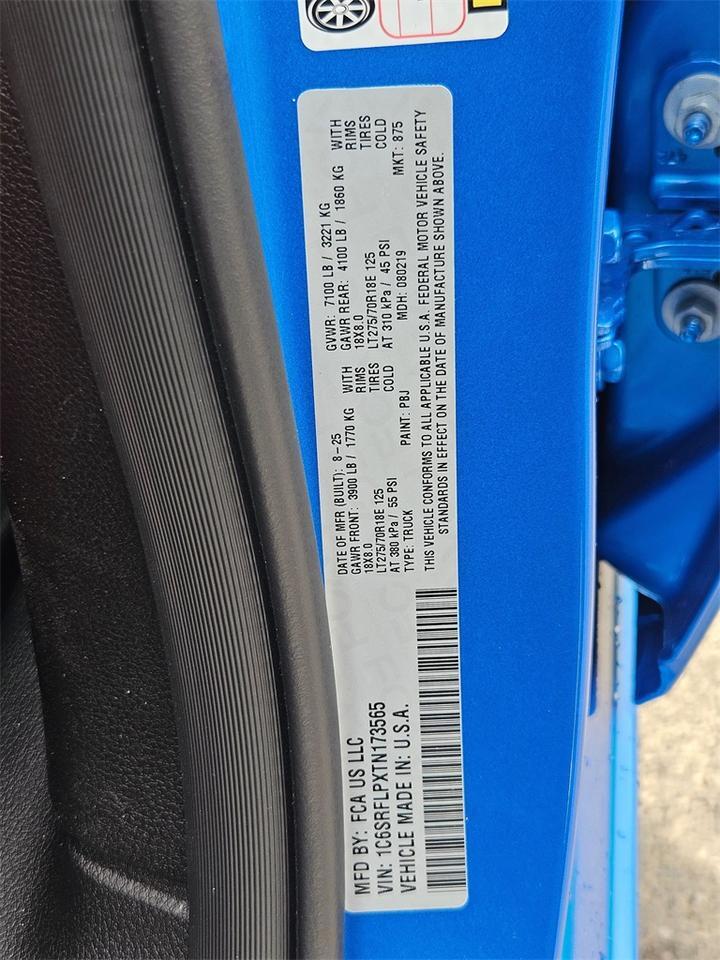 MFD BY: FCA US LLC
VIN: 1C6SRFLPXTN173565
VEHICLE MADE IN: U.S.A.
DATE OF MFR (BUILT): 8-25 GVWR: 7100 LB / 3221 KG
GAWR FRONT: 3900 LB / 1770 KG WITH GAWR REAR: 4100 LB / 1860 KG WITH
18X8.0 RIMS 18X8.0 RIMS
LT275/70R18E 125 TIRES LT275/70R18E 125 TIRES
AT 380 kPa / 55 PSI COLD AT 310 kPa / 45 PSI COLD
TYPE: TRUCK PAINT: PBJ MDH: 080219 MKT: 875
THIS VEHICLE CONFORMS TO ALL APPLICABLE U.S.A. FEDERAL MOTOR VEHICLE SAFETY
STANDARDS IN EFFECT ON THE DATE OF MANUFACTURE SHOWN ABOVE.